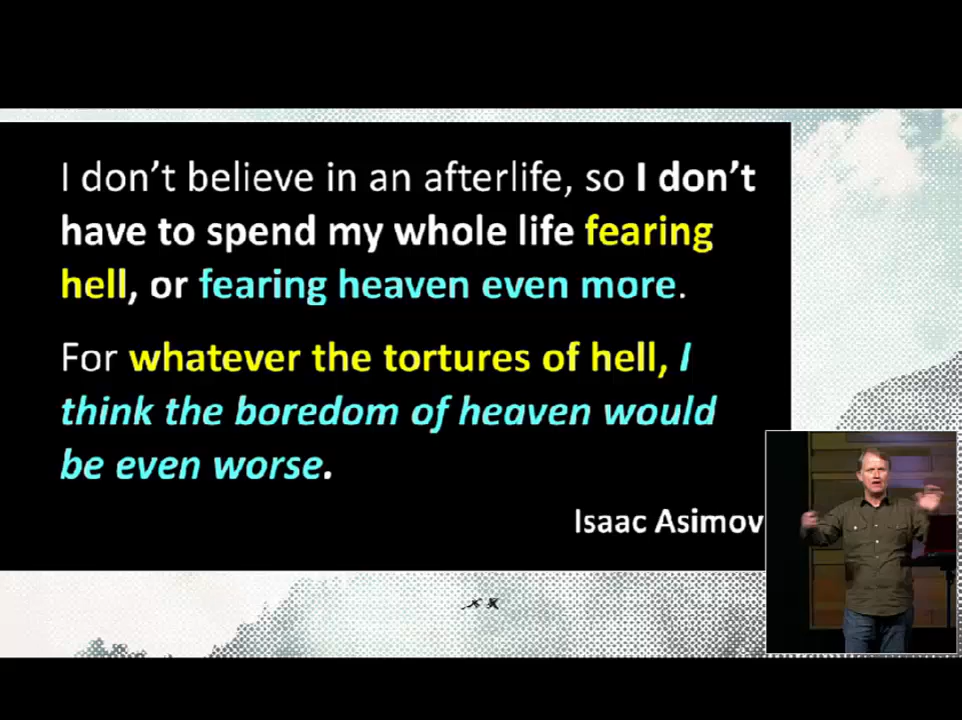 I don’t believe in an afterlife, so I don’t
have to spend my whole life fearing
hell, or fearing heaven even more.
For whatever the tortures of hell, I
think the boredom of heaven would
be even worse.
Isaac Asimov